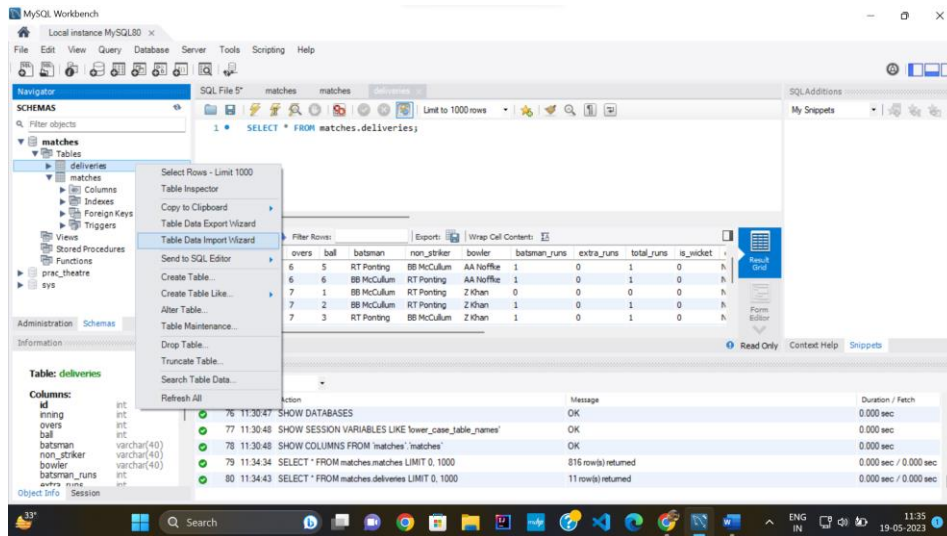 MySQL Workbench
Local instance MySQL80 ×
File Edit View Query Database Server Tools Scripting Help
Navigator
SCHEMAS
Filter objects
matches
Tables
deliveries
matches
Columns
Indexes
Foreign Keys
Triggers
Views
Stored Procedures
Functions
prac_theatre
sys
Administration Schemas
Information
Table: deliveries
Columns:
id int
inning int
overs int
ball int
batsman varchar(40)
non_striker varchar(40)
bowler varchar(40)
batsman_runs int
extra_runs int
Object Info Session
Select Rows - Limit 1000
Table Inspector
Copy to Clipboard
Table Data Export Wizard
Table Data Import Wizard
Send to SQL Editor
Create Table...
Create Table Like...
Alter Table...
Table Maintenance...
Drop Table...
Truncate Table...
Search Table Data...
Refresh All
SQL File 5* matches matches deliveries ×
Limit to 1000 rows
1 SELECT * FROM matches.deliveries;
Filter Rows: Export: Wrap Cell Content:
overs ball batsman non_striker bowler batsman_runs extra_runs total_runs is_wicket
6 5 RT Ponting BB McCullum AA Noffke 1 0 1 0 N
6 6 BB McCullum RT Ponting AA Noffke 1 0 1 0 N
7 1 BB McCullum RT Ponting Z Khan 0 0 0 0 N
7 2 BB McCullum RT Ponting Z Khan 1 0 1 0 N
7 3 RT Ponting BB McCullum Z Khan 1 0 1 0 N
Result Grid
Form Editor
Read Only
SQLAdditions
My Snippets
Context Help Snippets
Action Message Duration / Fetch
76 11:30:47 SHOW DATABASES OK 0.000 sec
77 11:30:48 SHOW SESSION VARIABLES LIKE 'lower_case_table_names' OK 0.000 sec
78 11:30:48 SHOW COLUMNS FROM `matches`.`matches` OK 0.000 sec
79 11:34:34 SELECT * FROM matches.matches LIMIT 0, 1000 816 row(s) returned 0.000 sec / 0.000 sec
80 11:34:43 SELECT * FROM matches.deliveries LIMIT 0, 1000 11 row(s) returned 0.000 sec / 0.000 sec
33°
Search
ENG
IN
11:35
19-05-2023